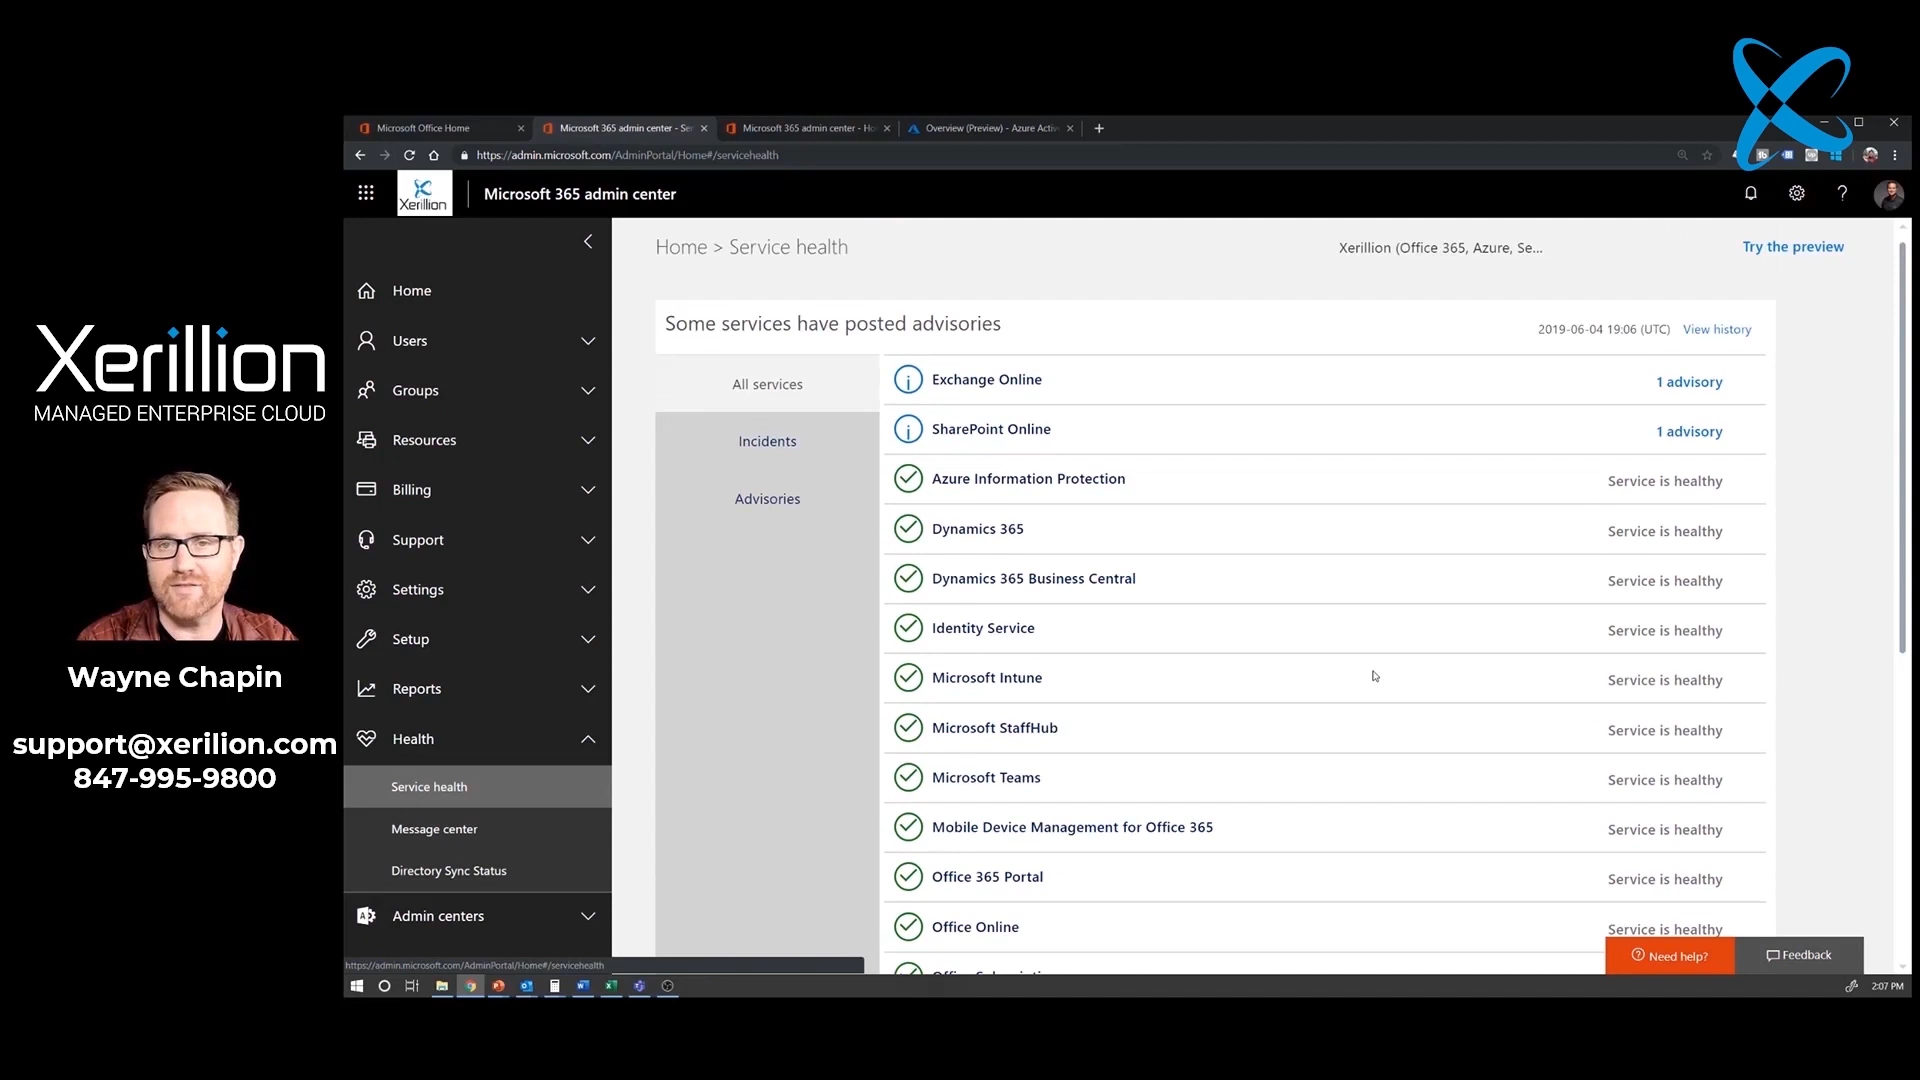 Xerillion
MANAGED ENTERPRISE CLOUD
Wayne Chapin
support@xerilion.com
847-995-9800
Microsoft Office Home
Microsoft 365 admin center - Se
Microsoft 365 admin center - Ho
Overview (Preview) - Azure Activ
https://admin.microsoft.com/AdminPortal/Home#/servicehealth
Xerillion
Microsoft 365 admin center
Home
Users
Groups
Resources
Billing
Support
Settings
Setup
Reports
Health
Service health
Message center
Directory Sync Status
Admin centers
https://admin.microsoft.com/AdminPortal/Home#/servicehealth
Home > Service health
Xerillion (Office 365, Azure, Se...
Try the preview
Some services have posted advisories
2019-06-04 19:06 (UTC) View history
All services
Incidents
Advisories
Exchange Online 1 advisory
SharePoint Online 1 advisory
Azure Information Protection Service is healthy
Dynamics 365 Service is healthy
Dynamics 365 Business Central Service is healthy
Identity Service Service is healthy
Microsoft Intune Service is healthy
Microsoft StaffHub Service is healthy
Microsoft Teams Service is healthy
Mobile Device Management for Office 365 Service is healthy
Office 365 Portal Service is healthy
Office Online Service is healthy
Need help?
Feedback
2:07 PM